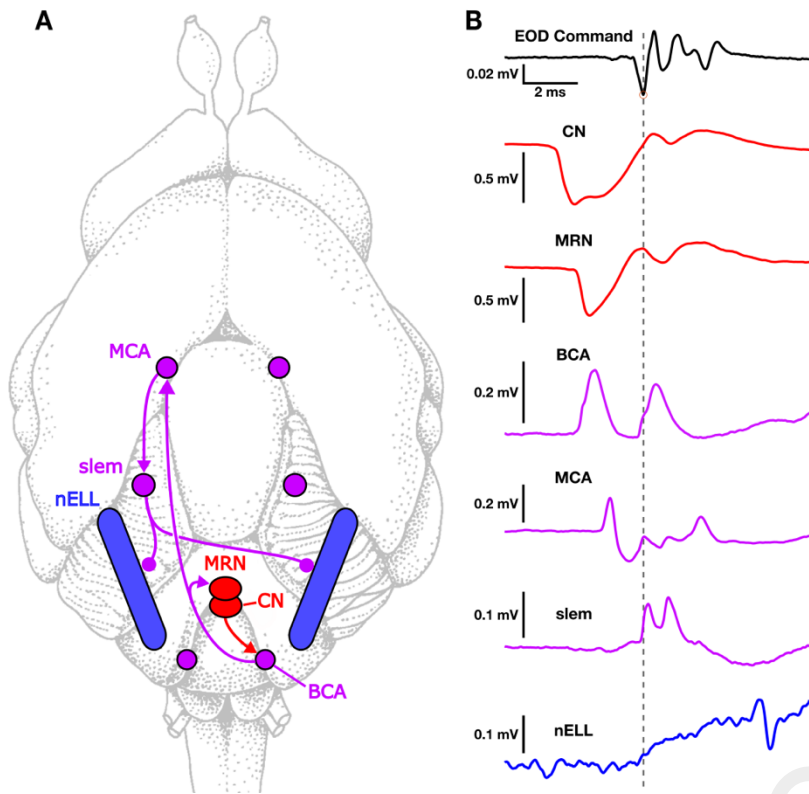 A
MCA
slem
nELL
MRN
CN
BCA
B
EOD Command
0.02 mV
2 ms
CN
0.5 mV
MRN
0.5 mV
BCA
0.2 mV
MCA
0.2 mV
slem
0.1 mV
nELL
0.1 mV